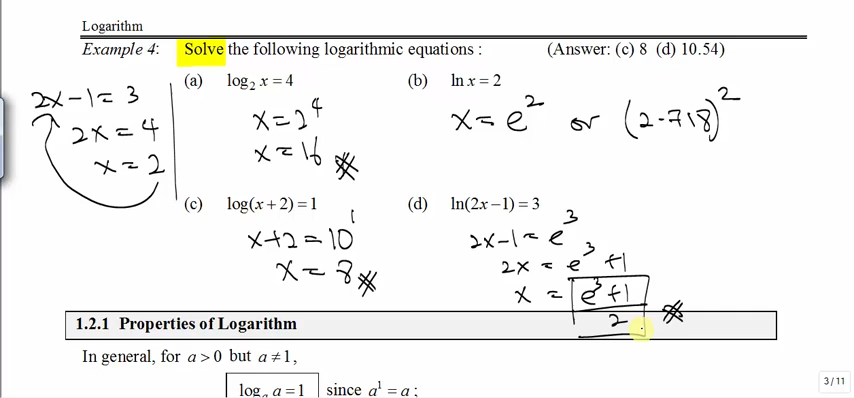 Logarithm
Example 4: Solve the following logarithmic equations : (Answer: (c) 8 (d) 10.54)
2x-1=3
2x=4
x=2
(a) log₂ x = 4
x=2⁴
x=16
(b) ln x = 2
x=e² or (2.718)²
(c) log(x+2)=1
x+2=10¹
x=8
(d) ln(2x-1)=3
2x-1=e³
2x=e³+1
x=(e³+1)/2
1.2.1 Properties of Logarithm
In general, for a>0 but a≠1,
logₐ a=1 since a¹=a;
3/11